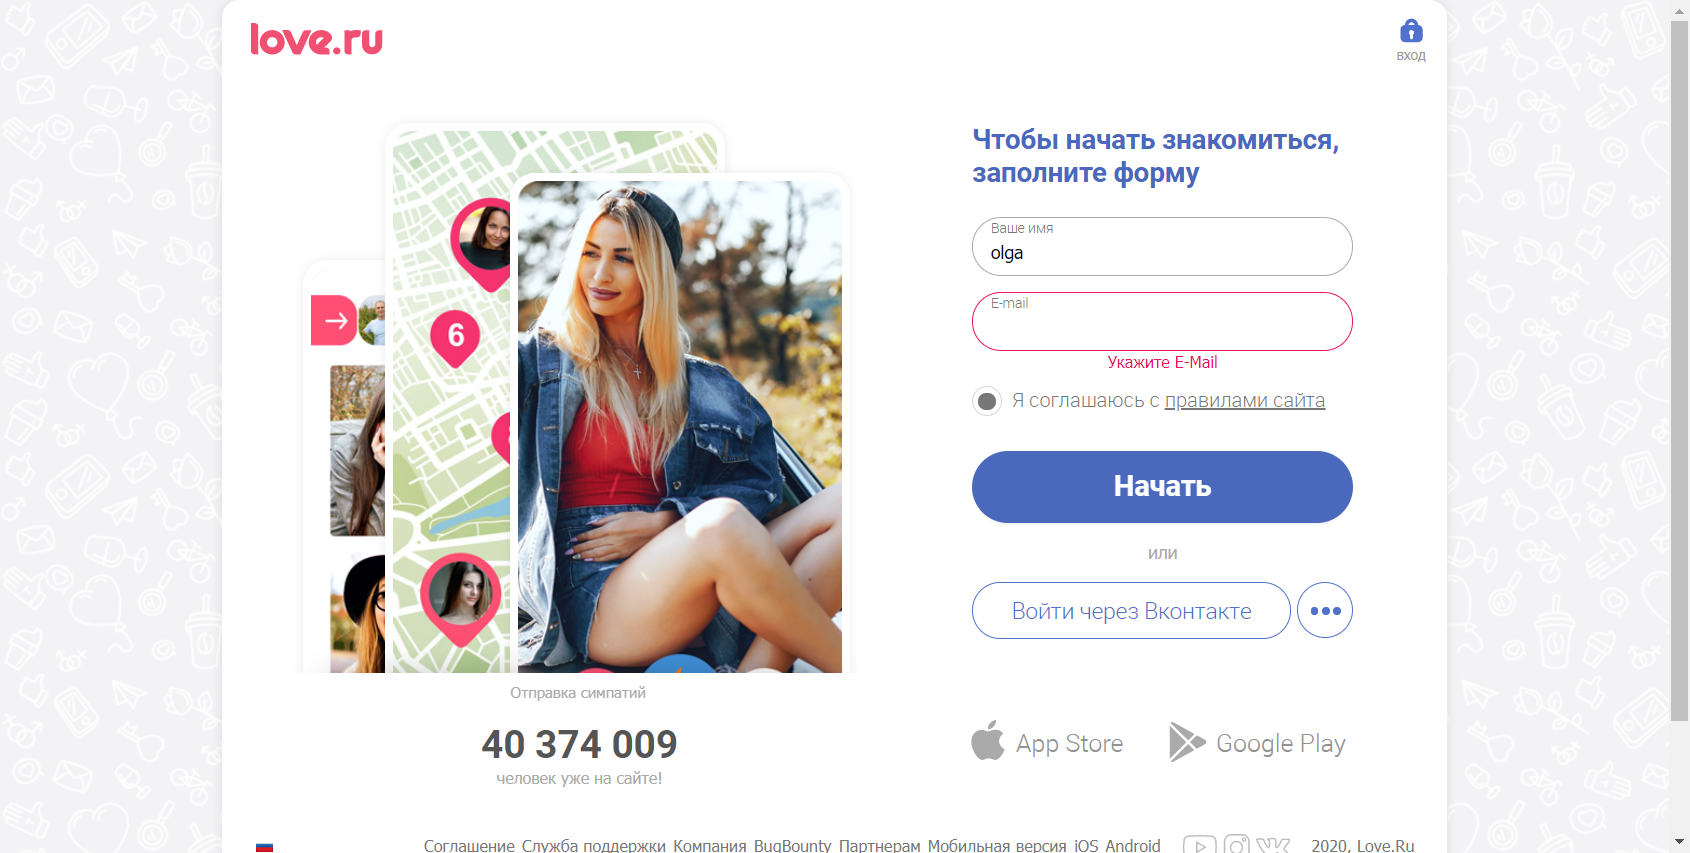 love.ru
вход
Чтобы начать знакомиться,
заполните форму
Ваше имя
olga
E-mail
Укажите E-Mail
Я соглашаюсь с правилами сайта
Начать
или
Войти через Вконтакте
6
Отправка симпатий
40 374 009
человек уже на сайте!
App Store
Google Play
Соглашение Служба поддержки Компания BugBounty Партнерам Мобильная версия iOS Android
2020, Love.Ru